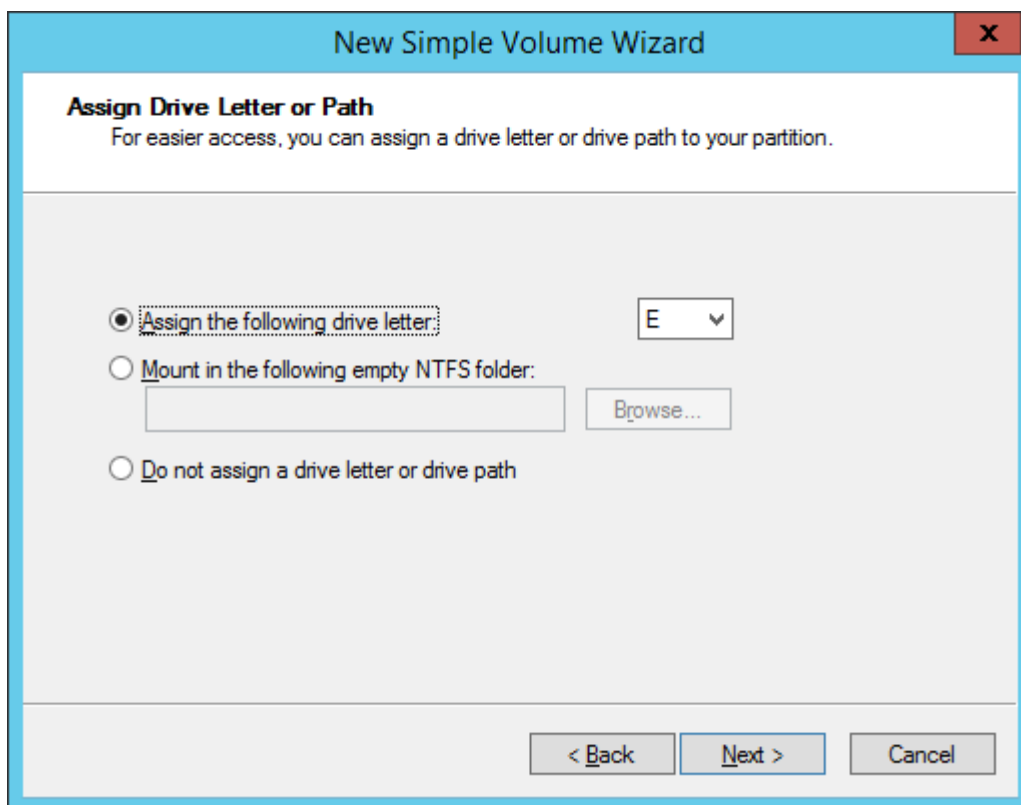 New Simple Volume Wizard
x
Assign Drive Letter or Path
For easier access, you can assign a drive letter or drive path to your partition.
Assign the following drive letter: E
Mount in the following empty NTFS folder:
Browse...
Do not assign a drive letter or drive path
< Back Next > Cancel